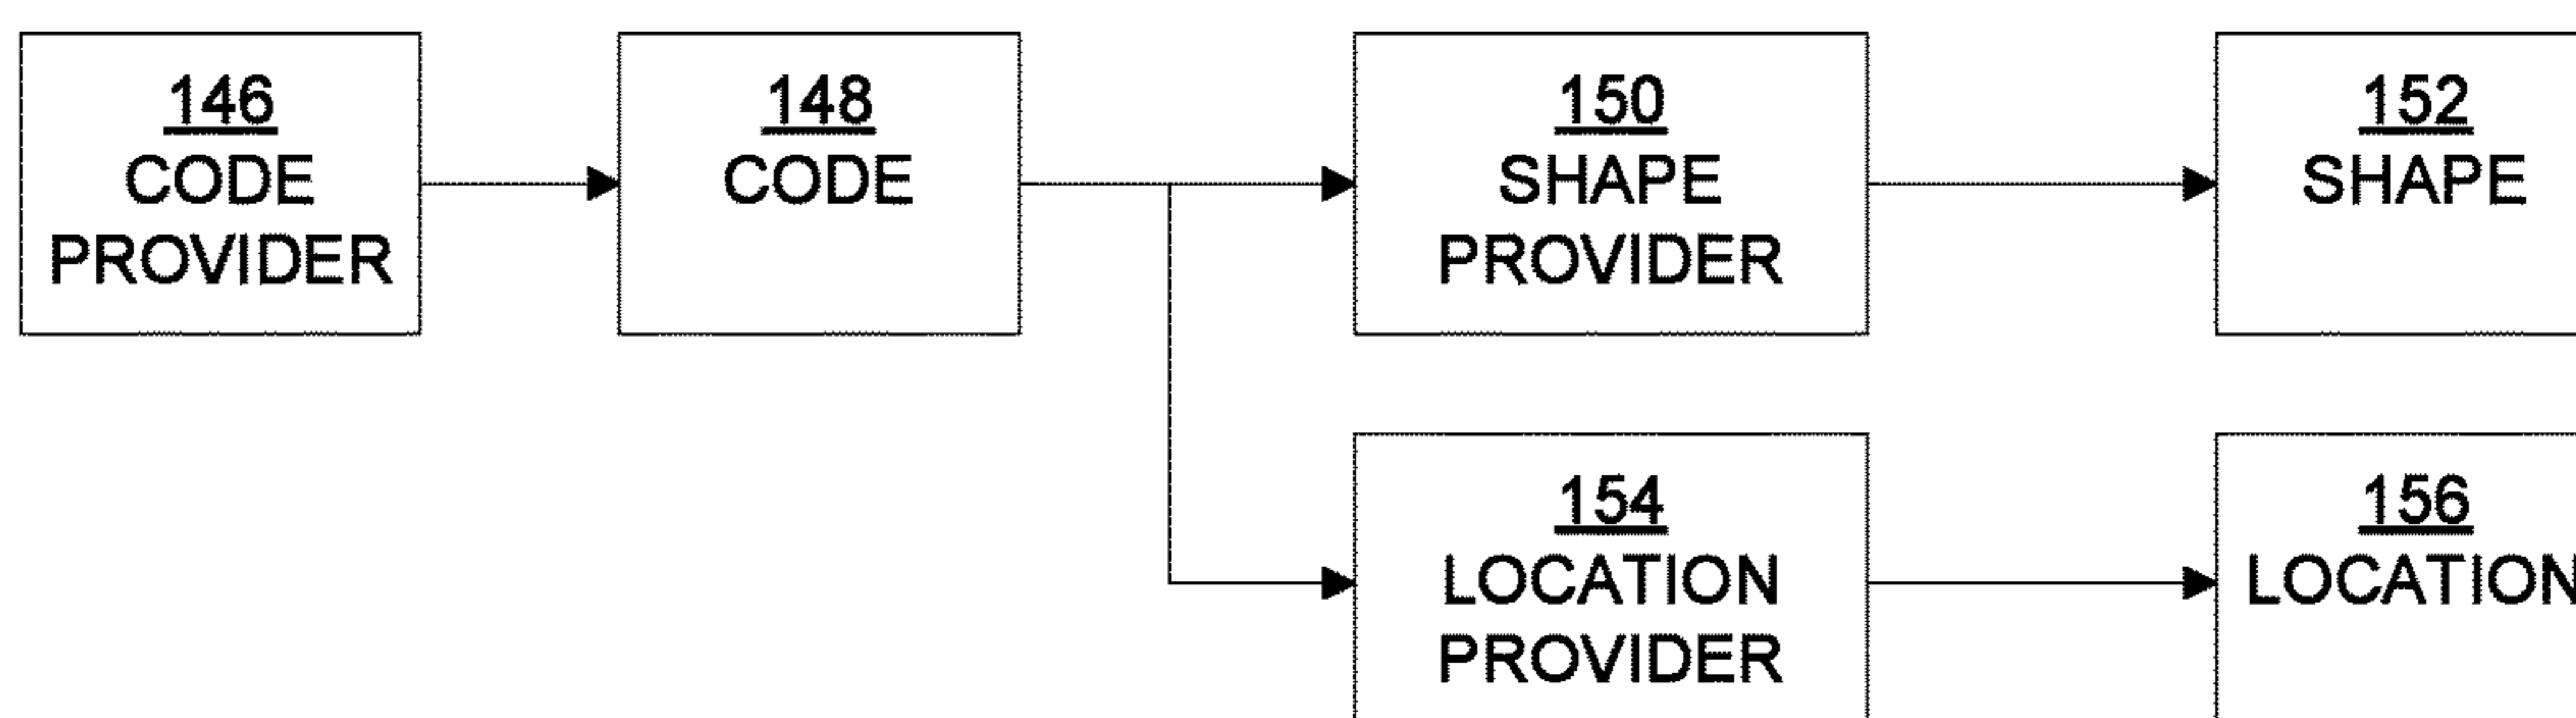 146
CODE
PROVIDER
148
CODE
150
SHAPE
PROVIDER
152
SHAPE
154
LOCATION
PROVIDER
156
LOCATION